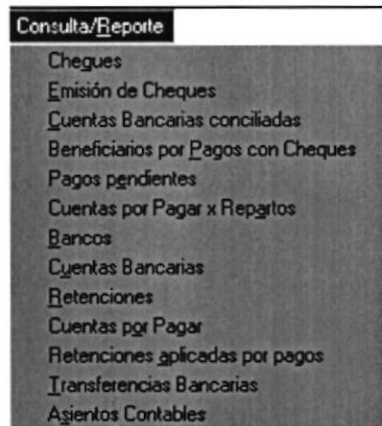 Consulta/Reporte
Cheques
Emisión de Cheques
Cuentas Bancarias conciliadas
Beneficiarios por Pagos con Cheques
Pagos pendientes
Cuentas por Pagar x Repartos
Bancos
Cuentas Bancarias
Retenciones
Cuentas por Pagar
Retenciones aplicadas por pagos
Transferencias Bancarias
Asientos Contables